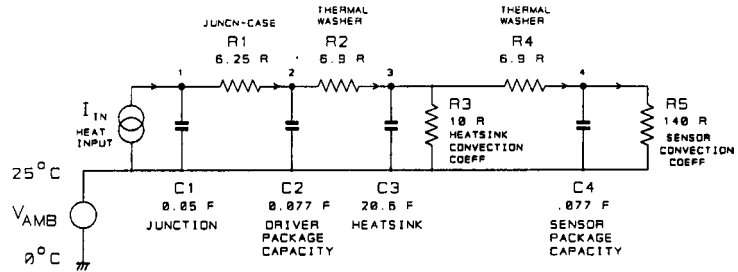 JUNCN-CASE
R1
6.25 R
THERMAL
WASHER
R2
6.9 R
THERMAL
WASHER
R4
6.9 R
1
2
3
4
I IN
HEAT
INPUT
R3
10 R
HEATSINK
CONVECTION
COEFF
R5
140 R
SENSOR
CONVECTION
COEFF
25°C
V AMB
0°C
C1
0.05 F
JUNCTION
C2
0.077 F
DRIVER
PACKAGE
CAPACITY
C3
20.6 F
HEATSINK
C4
.077 F
SENSOR
PACKAGE
CAPACITY